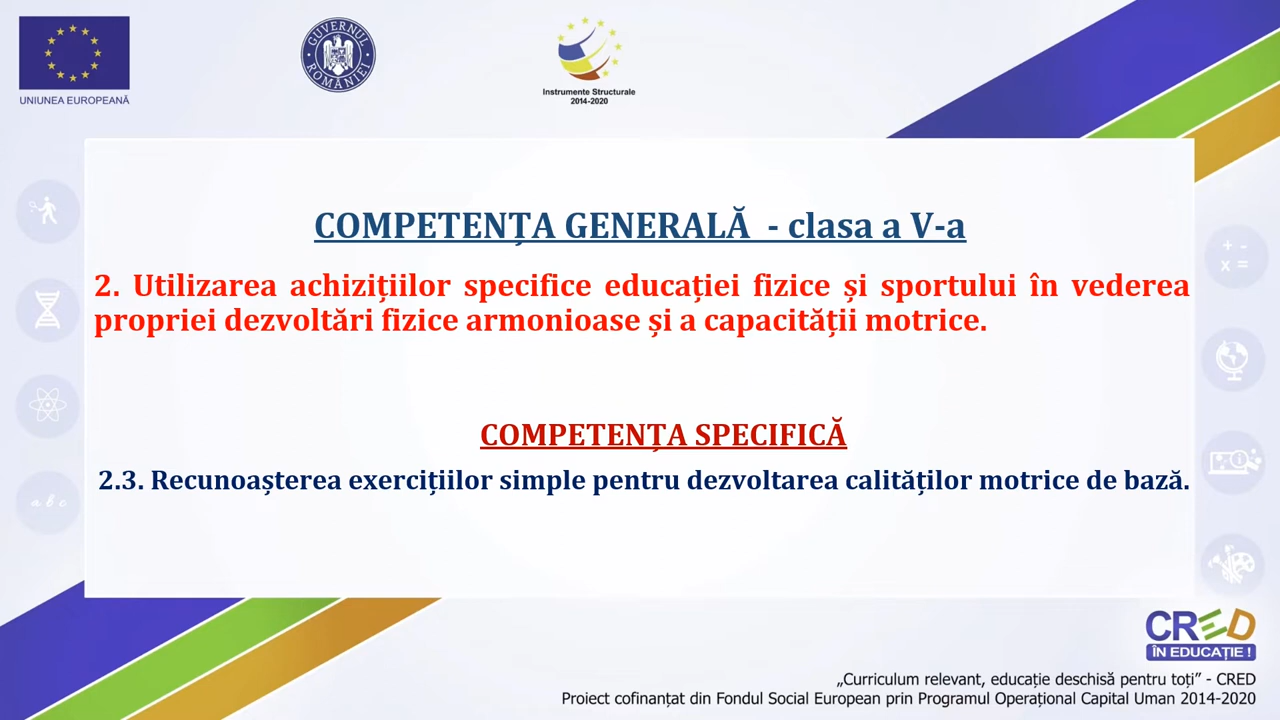 UNIUNEA EUROPEANĂ
GUVERNUL ROMÂNIEI
Instrumente Structurale
2014-2020
COMPETENȚA GENERALĂ - clasa a V-a
2. Utilizarea achizițiilor specifice educației fizice și sportului în vederea
propriei dezvoltări fizice armonioase și a capacității motrice.
COMPETENȚA SPECIFICĂ
2.3. Recunoașterea exercițiilor simple pentru dezvoltarea calităților motrice de bază.
+ -
x =
a b c
CRED
ÎN EDUCAȚIE !
„Curriculum relevant, educație deschisă pentru toți” - CRED
Proiect cofinanțat din Fondul Social European prin Programul Operațional Capital Uman 2014-2020